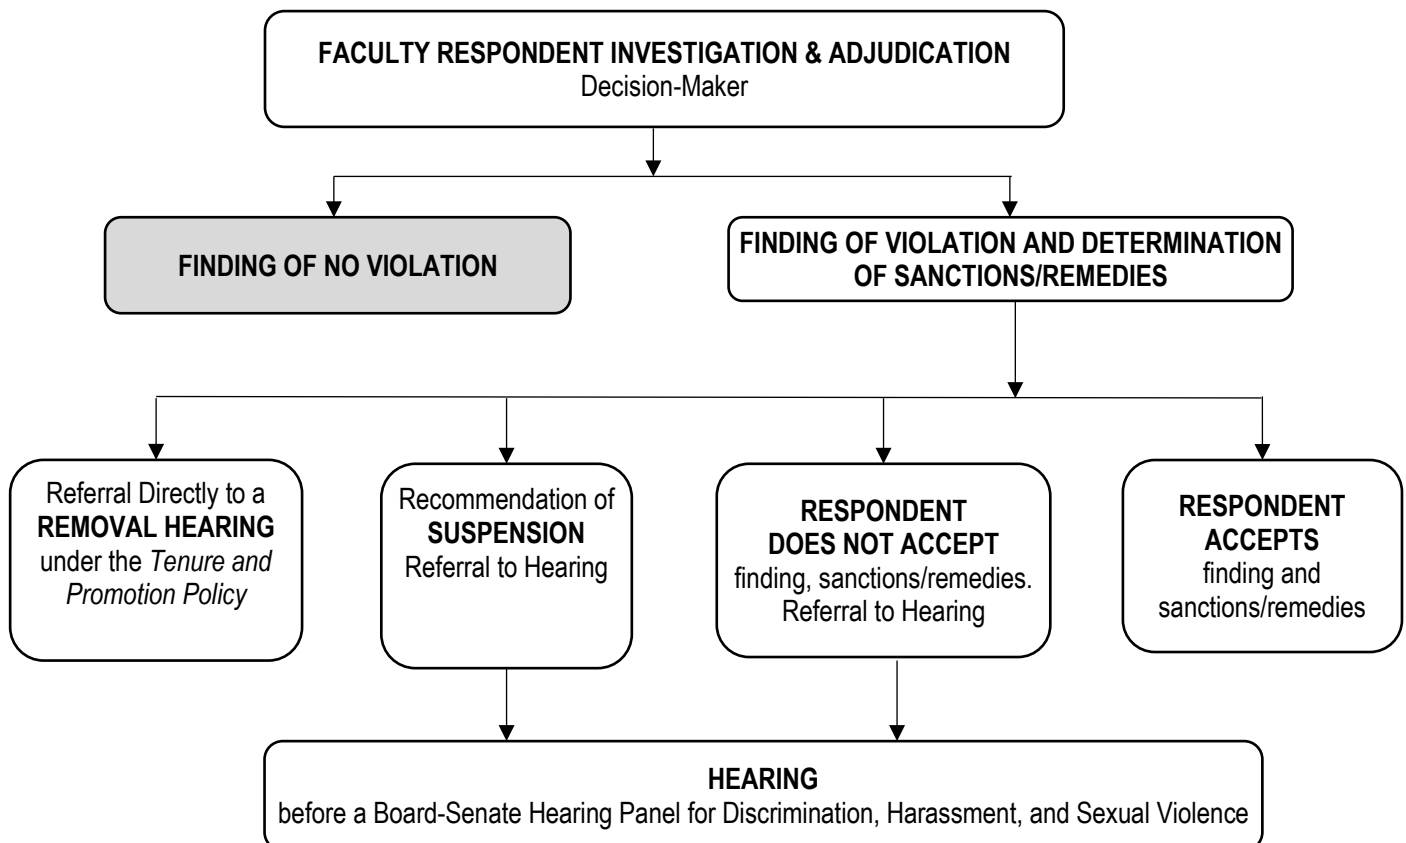 FACULTY RESPONDENT INVESTIGATION & ADJUDICATION
Decision-Maker
FINDING OF NO VIOLATION
FINDING OF VIOLATION AND DETERMINATION
OF SANCTIONS/REMEDIES
Referral Directly to a
REMOVAL HEARING
under the Tenure and
Promotion Policy
Recommendation of
SUSPENSION
Referral to Hearing
RESPONDENT
DOES NOT ACCEPT
finding, sanctions/remedies.
Referral to Hearing
RESPONDENT
ACCEPTS
finding and
sanctions/remedies
HEARING
before a Board-Senate Hearing Panel for Discrimination, Harassment, and Sexual Violence